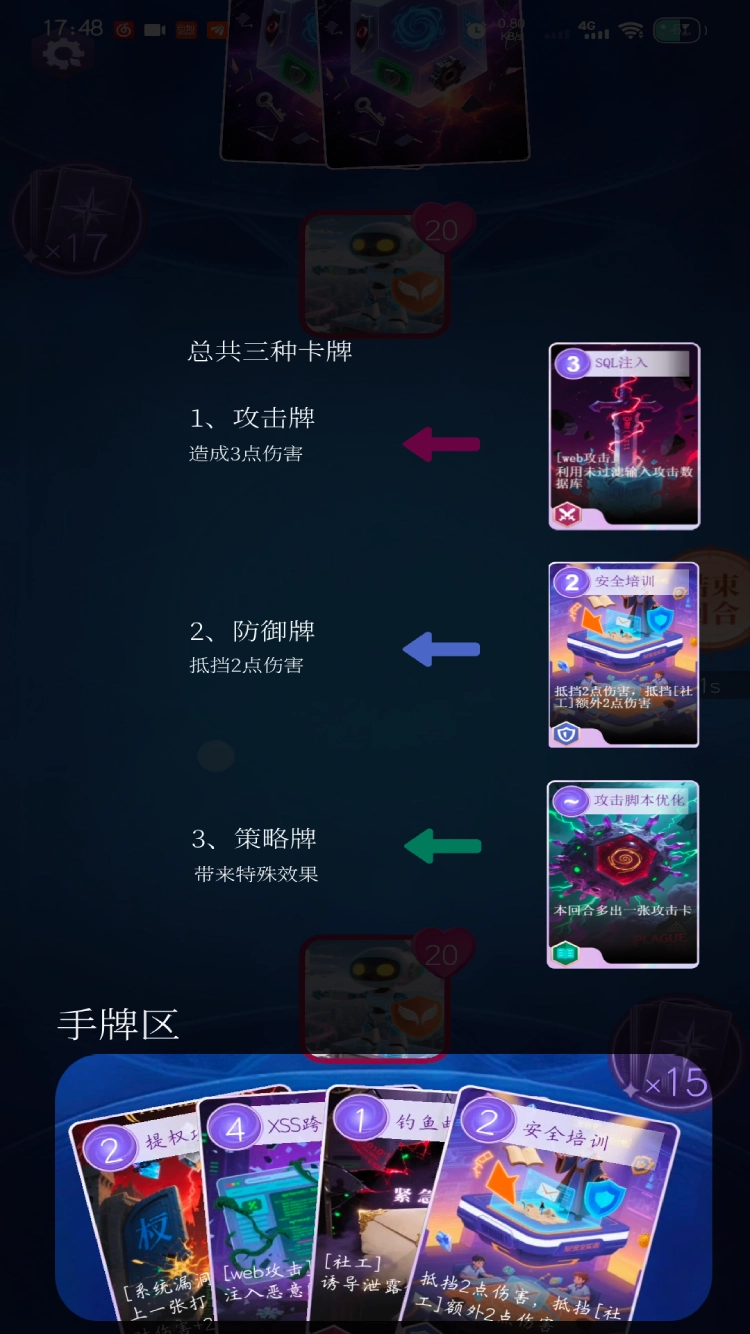 17:48
0.80
KB/s
4G
×17
20
总共三种卡牌
1、攻击牌
造成3点伤害
3 SQL注入
[web攻击]
利用未过滤输入攻击数
据库
2、防御牌
抵挡2点伤害
2 安全培训
抵挡2点伤害，抵挡[社
工]额外2点伤害
结束
回合
1s
3、策略牌
带来特殊效果
~ 攻击脚本优化
本回合多出一张攻击卡
PLAGUE
20
手牌区
×15
2 提权
[系统漏洞
上一张打
4 XSS跨
[web攻击]
注入恶意
1 钓鱼
紧急
[社工]
诱导泄露
2 安全培训
抵挡2点伤害，抵挡[社
工]额外2点伤害